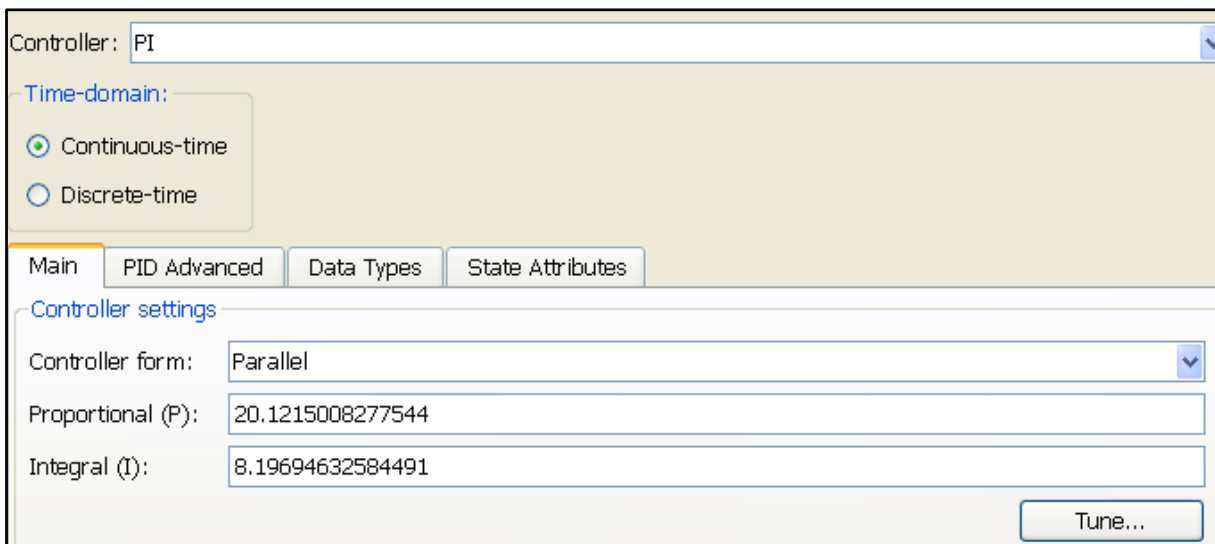 Controller: PI
Time-domain:
Continuous-time
Discrete-time
Main PID Advanced Data Types State Attributes
Controller settings
Controller form: Parallel
Proportional (P): 20.1215008277544
Integral (I): 8.19694632584491
Tune...